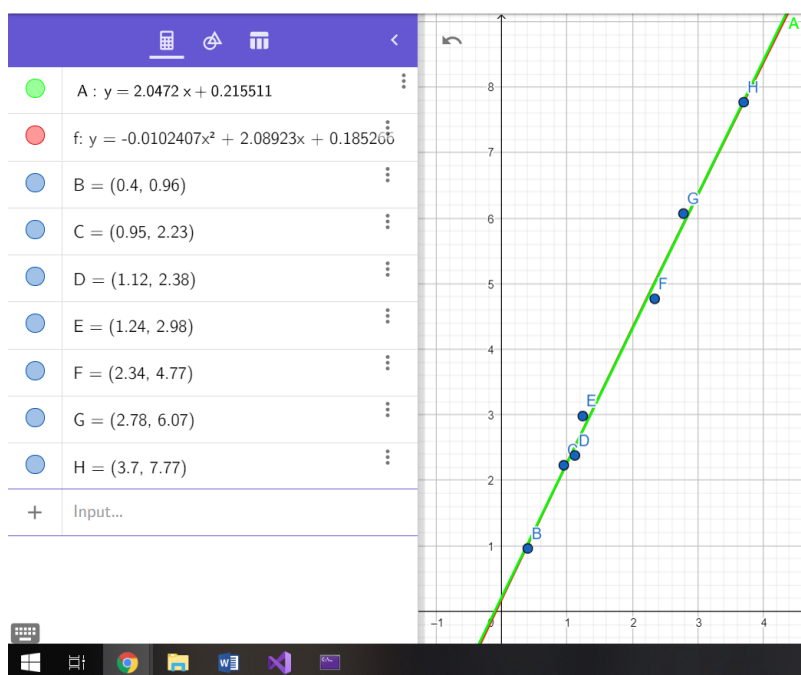 A : y = 2.0472 x + 0.215511
f: y = -0.0102407x² + 2.08923x + 0.185266
B = (0.4, 0.96)
C = (0.95, 2.23)
D = (1.12, 2.38)
E = (1.24, 2.98)
F = (2.34, 4.77)
G = (2.78, 6.07)
H = (3.7, 7.77)
+ Input...
A
H
8
7
G
6
5
F
4
E
3
D
C
2
B
1
-1 0 1 2 3 4